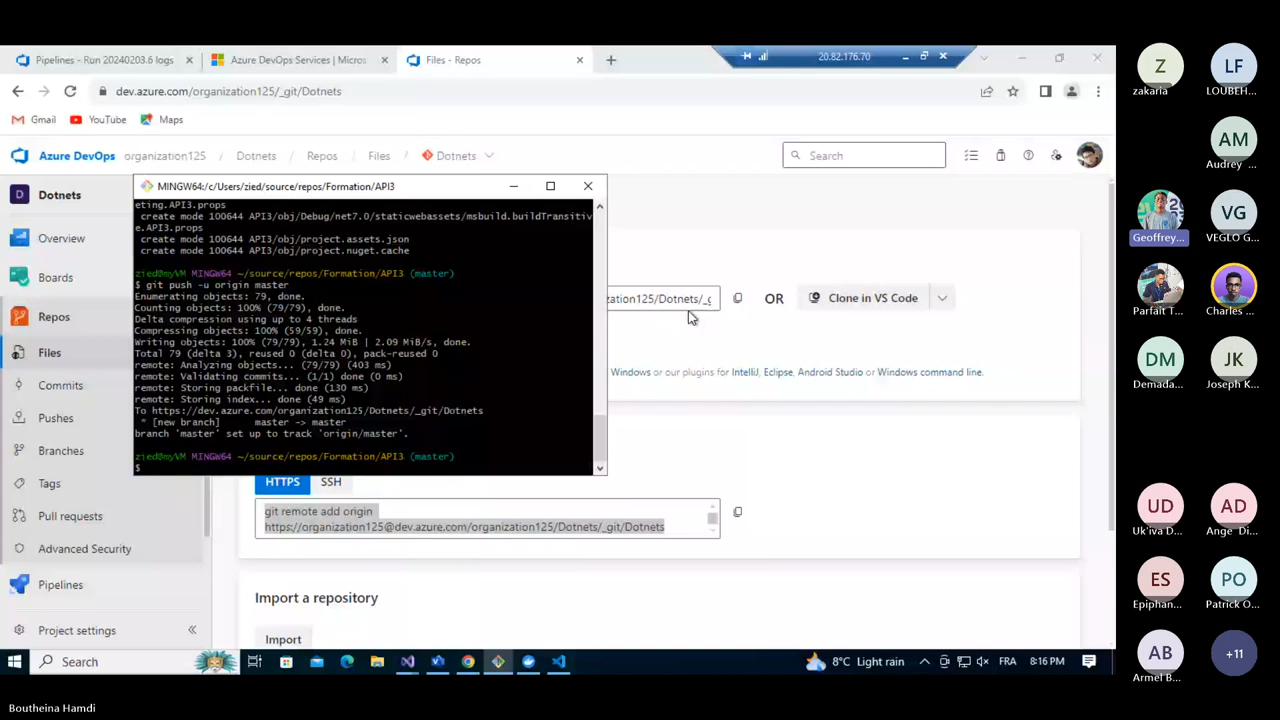 Pipelines - Run 20240203.6 logs
Azure DevOps Services | Micros
Files - Repos
20.82.176.70
dev.azure.com/organization125/_git/Dotnets
Gmail
YouTube
Maps
Azure DevOps
organization125 / Dotnets / Repos / Files / Dotnets
Search
Dotnets
Overview
Boards
Repos
Files
Commits
Pushes
Branches
Tags
Pull requests
Advanced Security
Pipelines
Project settings
MINGW64:/c/Users/zied/source/repos/Formation/API3
eting.API3.props
create mode 100644 API3/obj/Debug/net7.0/staticwebassets/msbuild.buildTransitiv
e.API3.props
create mode 100644 API3/obj/project.assets.json
create mode 100644 API3/obj/project.nuget.cache
zied@myVM MINGW64 ~/source/repos/Formation/API3 (master)
$ git push -u origin master
Enumerating objects: 79, done.
Counting objects: 100% (79/79), done.
Delta compression using up to 4 threads
Compressing objects: 100% (59/59), done.
Writing objects: 100% (79/79), 1.24 MiB | 2.09 MiB/s, done.
Total 79 (delta 3), reused 0 (delta 0), pack-reused 0
remote: Analyzing objects... (79/79) (403 ms)
remote: Validating commits... (1/1) done (0 ms)
remote: Storing packfile... done (130 ms)
remote: Storing index... done (49 ms)
To https://dev.azure.com/organization125/Dotnets/_git/Dotnets
* [new branch] master -> master
branch 'master' set up to track 'origin/master'.
zied@myVM MINGW64 ~/source/repos/Formation/API3 (master)
$
zation125/Dotnets/_g
OR
Clone in VS Code
Windows or our plugins for IntelliJ, Eclipse, Android Studio or Windows command line.
HTTPS
SSH
git remote add origin
https://organization125@dev.azure.com/organization125/Dotnets/_git/Dotnets
Import a repository
Import
Search
8°C Light rain
FRA
8:16 PM
Z
zakaria
LF
LOUBEH...
AM
Audrey ...
Geoffrey...
VG
VEGLO G...
Parfait T...
Charles ...
DM
Demada...
JK
Joseph K...
UD
Uk'iva D...
AD
Ange Di...
ES
Epiphan...
PO
Patrick O...
AB
Armel B...
+11
Boutheina Hamdi